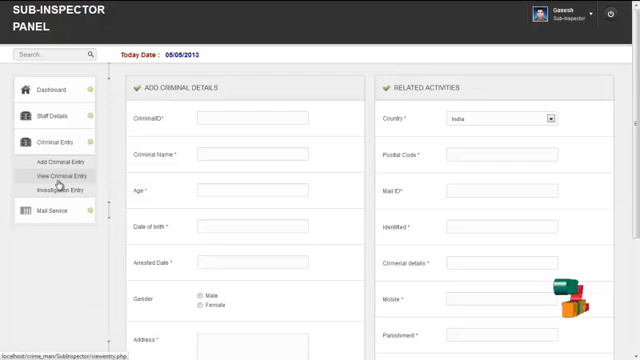 SUB-INSPECTOR
PANEL
Ganesh
Sub-Inspector
Search...
Today Date : 05/05/2013
Dashboard
Staff Details
Criminal Entry
Add Criminal Entry
View Criminal Entry
Investigation Entry
Mail Service
ADD CRIMINAL DETAILS
CriminalID*
Criminal Name *
Age *
Date of birth *
Arrested Date *
Gender
Male
Female
Address *
RELATED ACTIVITIES
Country *
India
Posttal Code *
Mail ID*
Identified *
Crimenal details *
Mobile *
Panishment *
localhost/crime_man/SubInspector/viewentry.php